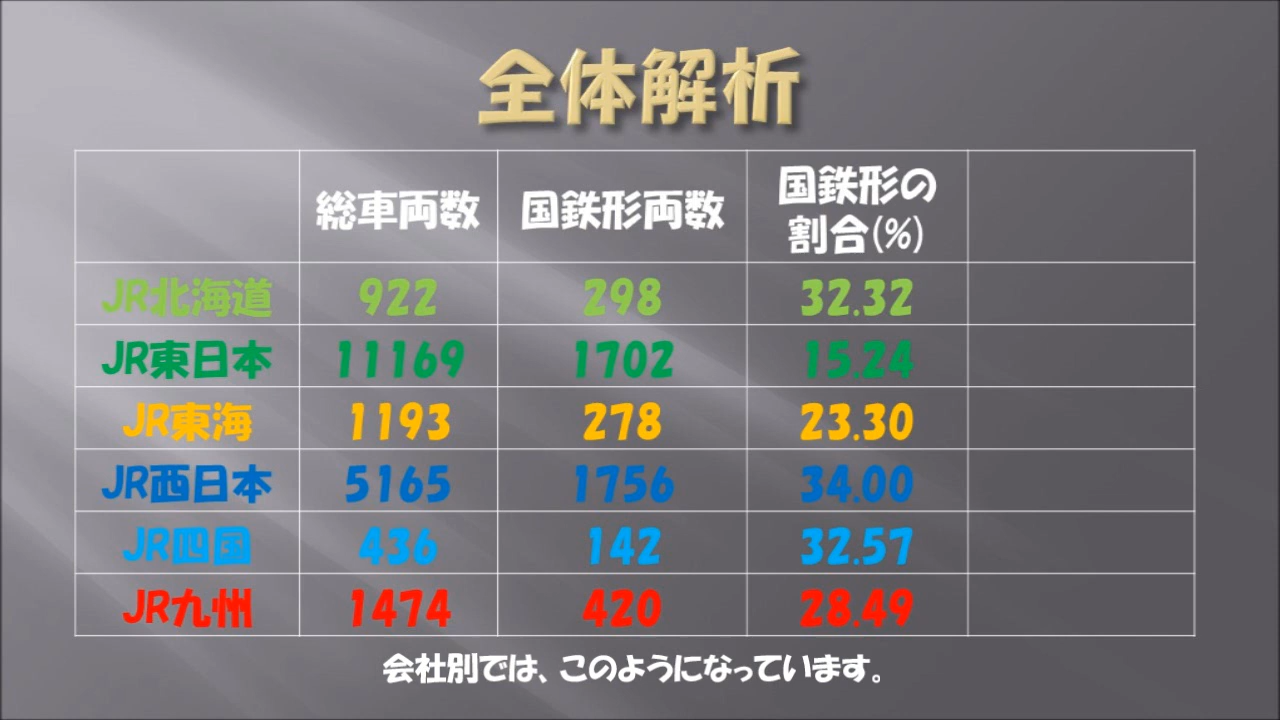 全体解析
総車両数 国鉄形両数 国鉄形の
割合(%)
JR北海道 922 298 32.32
JR東日本 11169 1702 15.24
JR東海 1193 278 23.30
JR西日本 5165 1756 34.00
JR四国 436 142 32.57
JR九州 1474 420 28.49
会社別では、このようになっています。